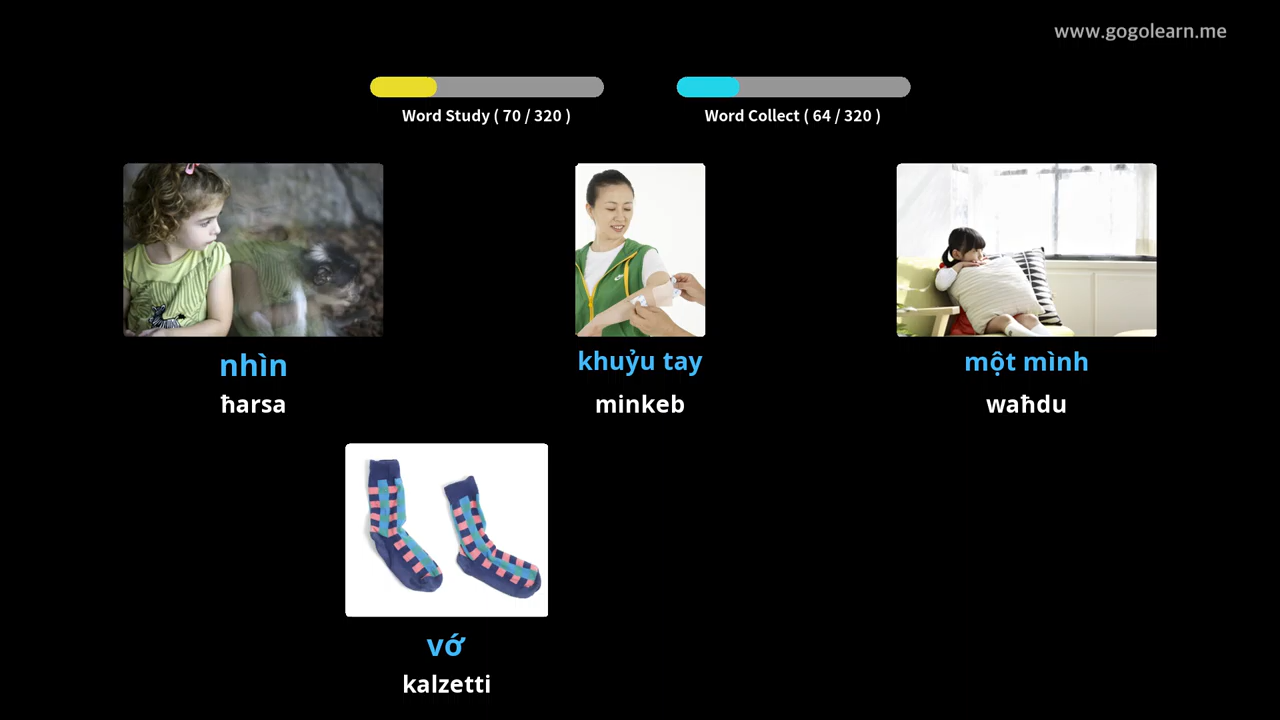 www.gogolearn.me
Word Study ( 70 / 320 )
Word Collect ( 64 / 320 )
nhìn
ħarsa
khuỷu tay
minkeb
một mình
waħdu
vớ
kalzetti